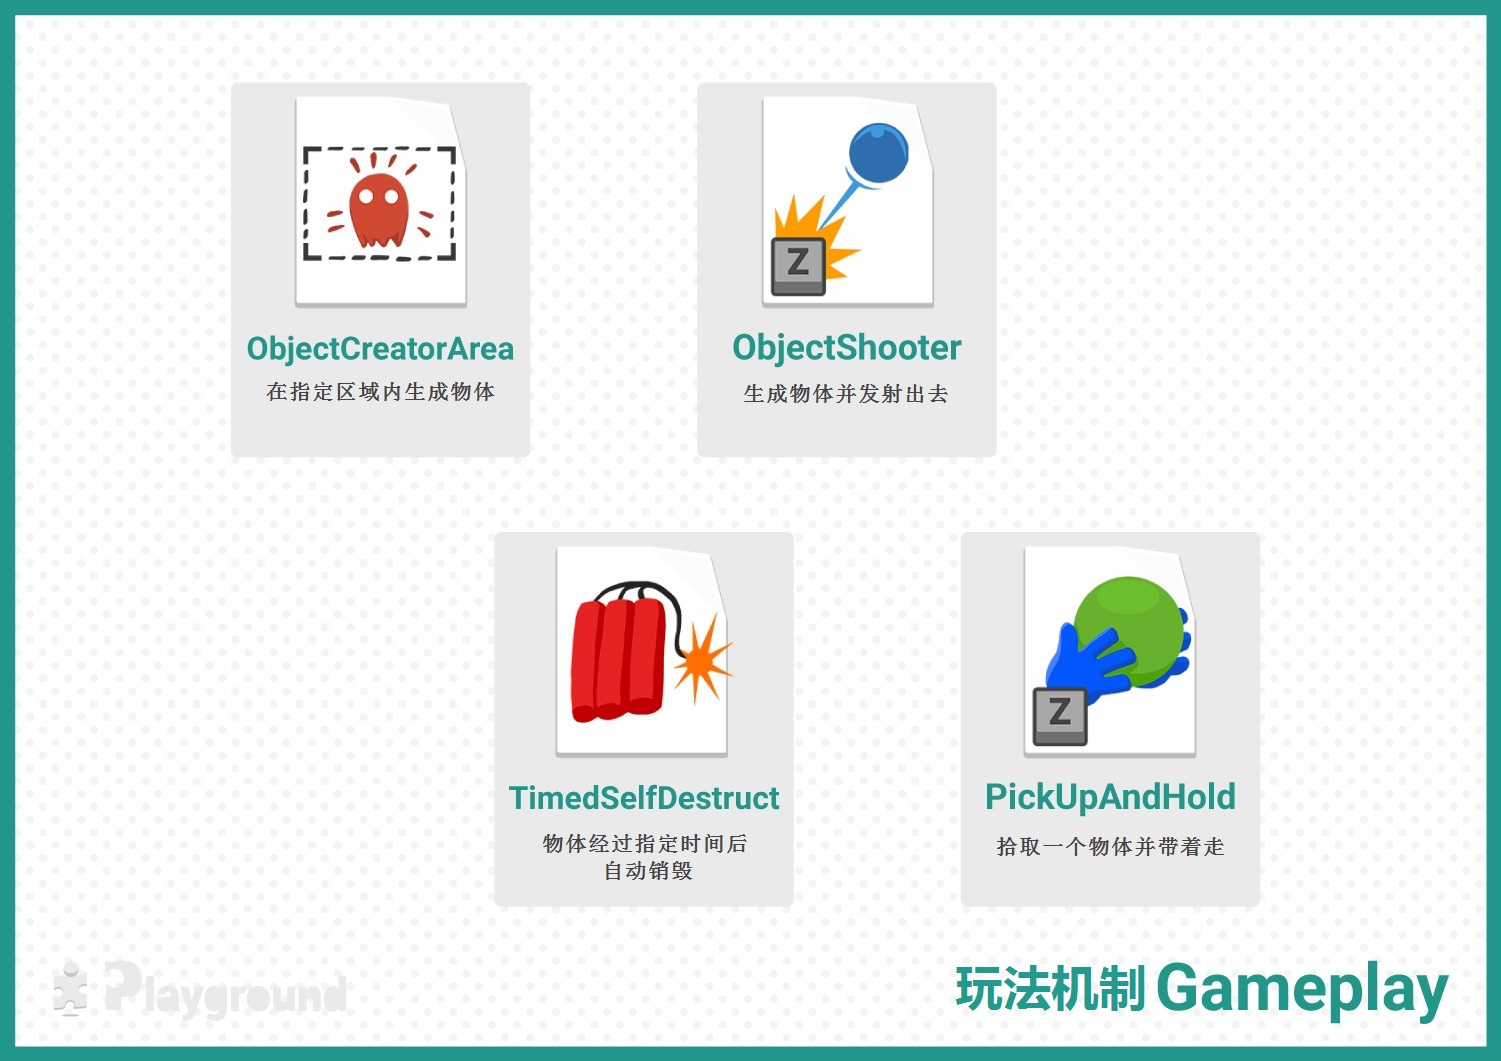 ObjectCreatorArea
在指定区域内生成物体
Z
ObjectShooter
生成物体并发射出去
TimedSelfDestruct
物体经过指定时间后
自动销毁
Z
PickUpAndHold
拾取一个物体并带着走
Playground
玩法机制 Gameplay